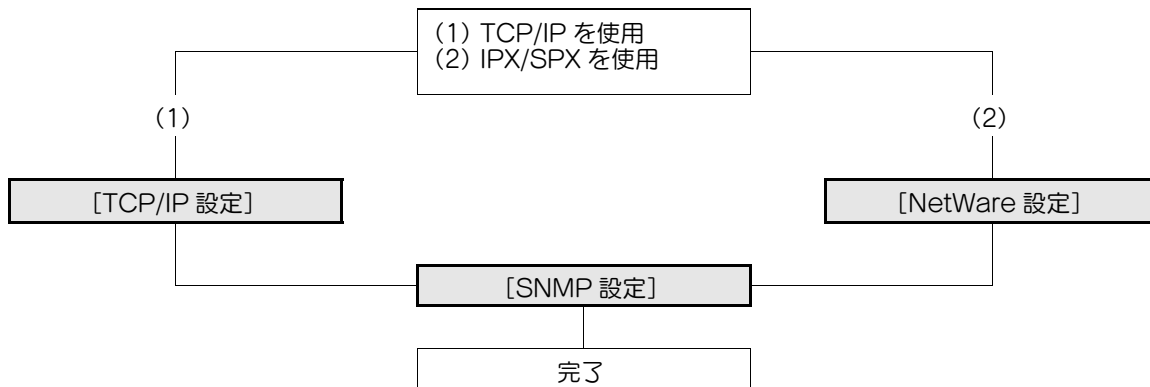 (1) TCP/IP を使用
(2) IPX/SPX を使用
(1)
(2)
[TCP/IP 設定]
[NetWare 設定]
[SNMP 設定]
完了